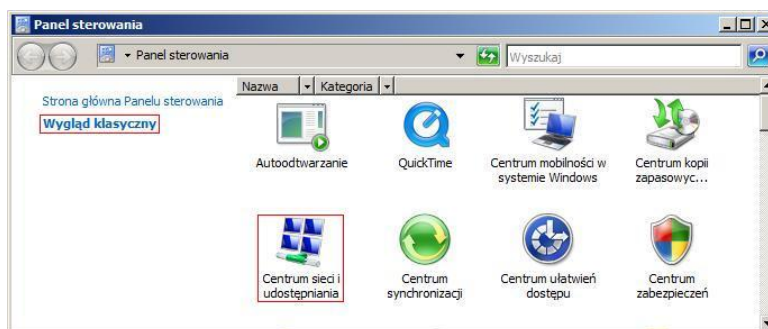 Panel sterowania
Panel sterowania
Wyszukaj
Nazwa Kategoria
Strona główna Panelu sterowania
Wygląd klasyczny
Autoodtwarzanie
QuickTime
Centrum mobilności w
systemie Windows
Centrum kopii
zapasowyc...
Centrum sieci i
udostępniania
Centrum
synchronizacji
Centrum ułatwień
dostępu
Centrum
zabezpieczeń